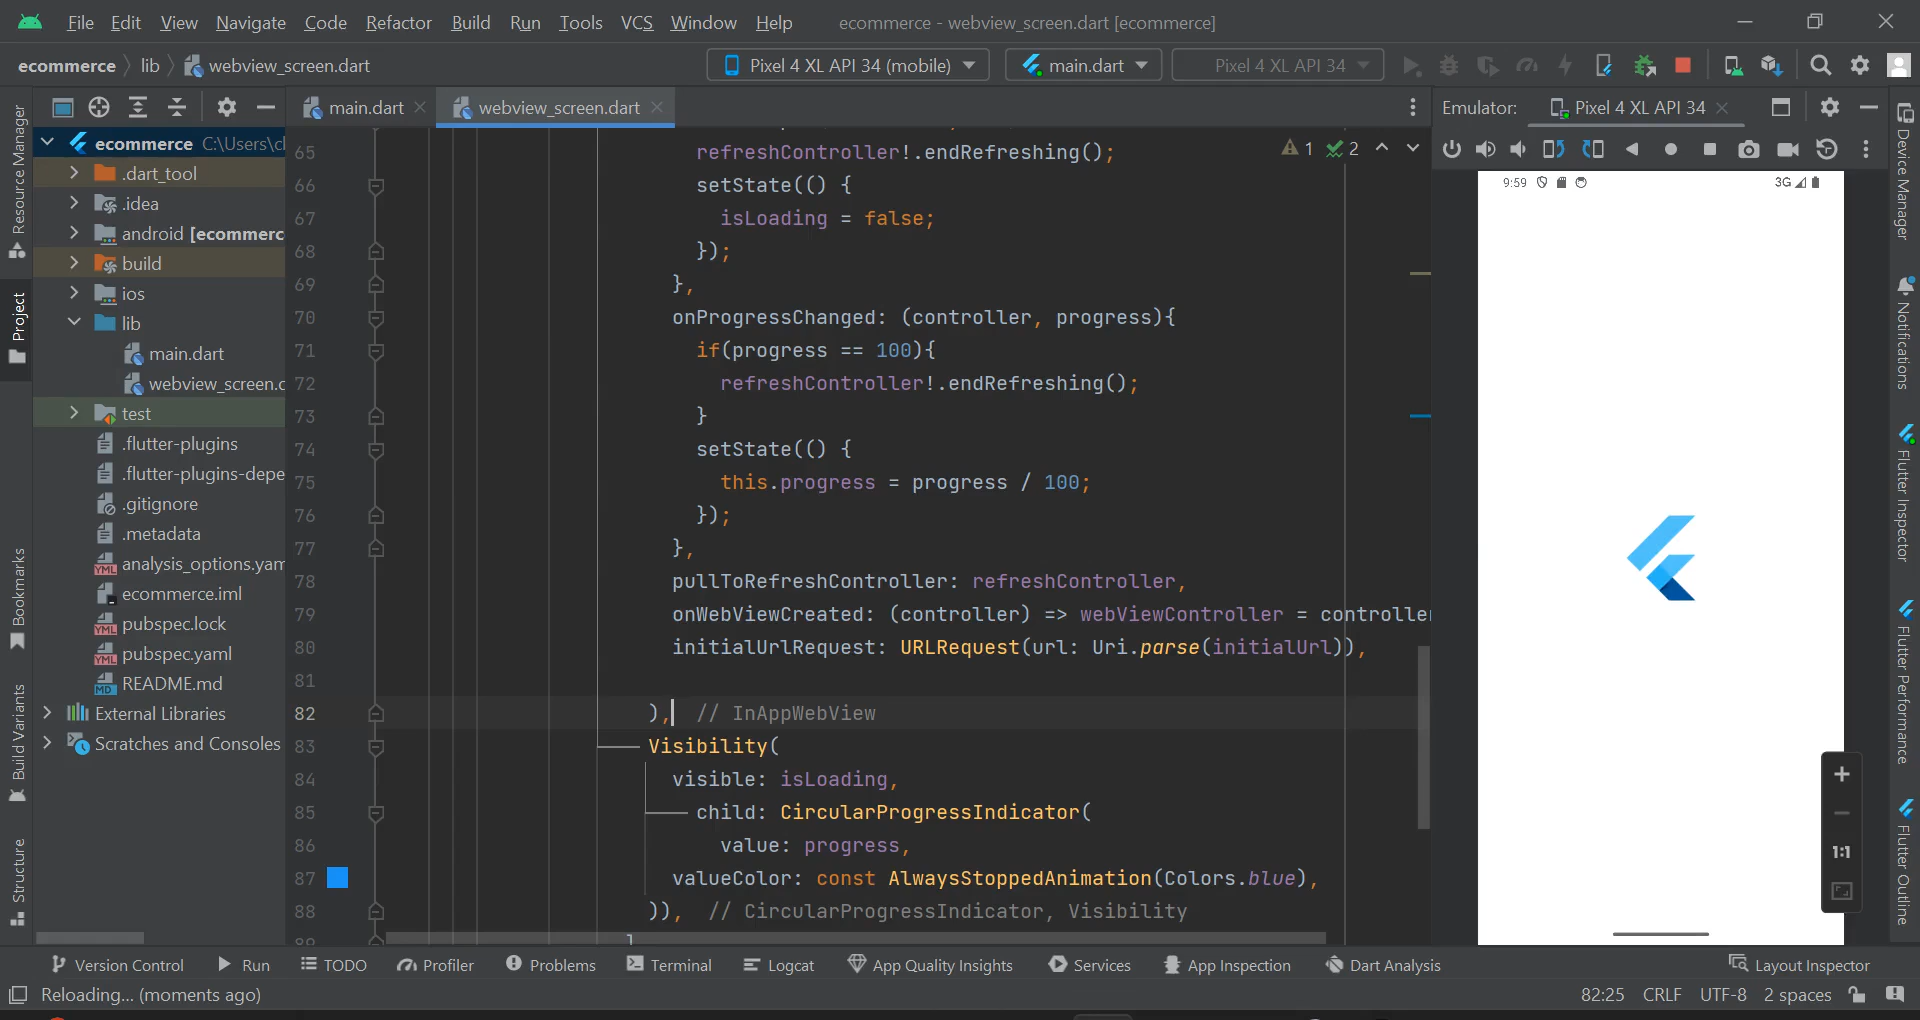 File Edit View Navigate Code Refactor Build Run Tools VCS Window Help ecommerce - webview_screen.dart [ecommerce]
ecommerce lib webview_screen.dart Pixel 4 XL API 34 (mobile) main.dart Pixel 4 XL API 34
main.dart webview_screen.dart Emulator: Pixel 4 XL API 34
Resource Manager
Project
Bookmarks
Build Variants
Structure
ecommerce C:\Users\cl
.dart_tool
.idea
android [ecommerc
build
ios
lib
main.dart
webview_screen.d
test
.flutter-plugins
.flutter-plugins-depe
.gitignore
.metadata
analysis_options.yam
ecommerce.iml
pubspec.lock
pubspec.yaml
README.md
External Libraries
Scratches and Consoles
1 2
65 refreshController!.endRefreshing();
66 setState(() {
67 isLoading = false;
68 });
69 },
70 onProgressChanged: (controller, progress){
71 if(progress == 100){
72 refreshController!.endRefreshing();
73 }
74 setState(() {
75 this.progress = progress / 100;
76 });
77 },
78 pullToRefreshController: refreshController,
79 onWebViewCreated: (controller) => webViewController = controller
80 initialUrlRequest: URLRequest(url: Uri.parse(initialUrl)),
81
82 ), // InAppWebView
83 Visibility(
84 visible: isLoading,
85 child: CircularProgressIndicator(
86 value: progress,
87 valueColor: const AlwaysStoppedAnimation(Colors.blue),
88 )), // CircularProgressIndicator, Visibility
89 ]
9:59 3G
1:1
Device Manager
Notifications
Flutter Inspector
Flutter Performance
Flutter Outline
Version Control Run TODO Profiler Problems Terminal Logcat App Quality Insights Services App Inspection Dart Analysis Layout Inspector
Reloading... (moments ago) 82:25 CRLF UTF-8 2 spaces